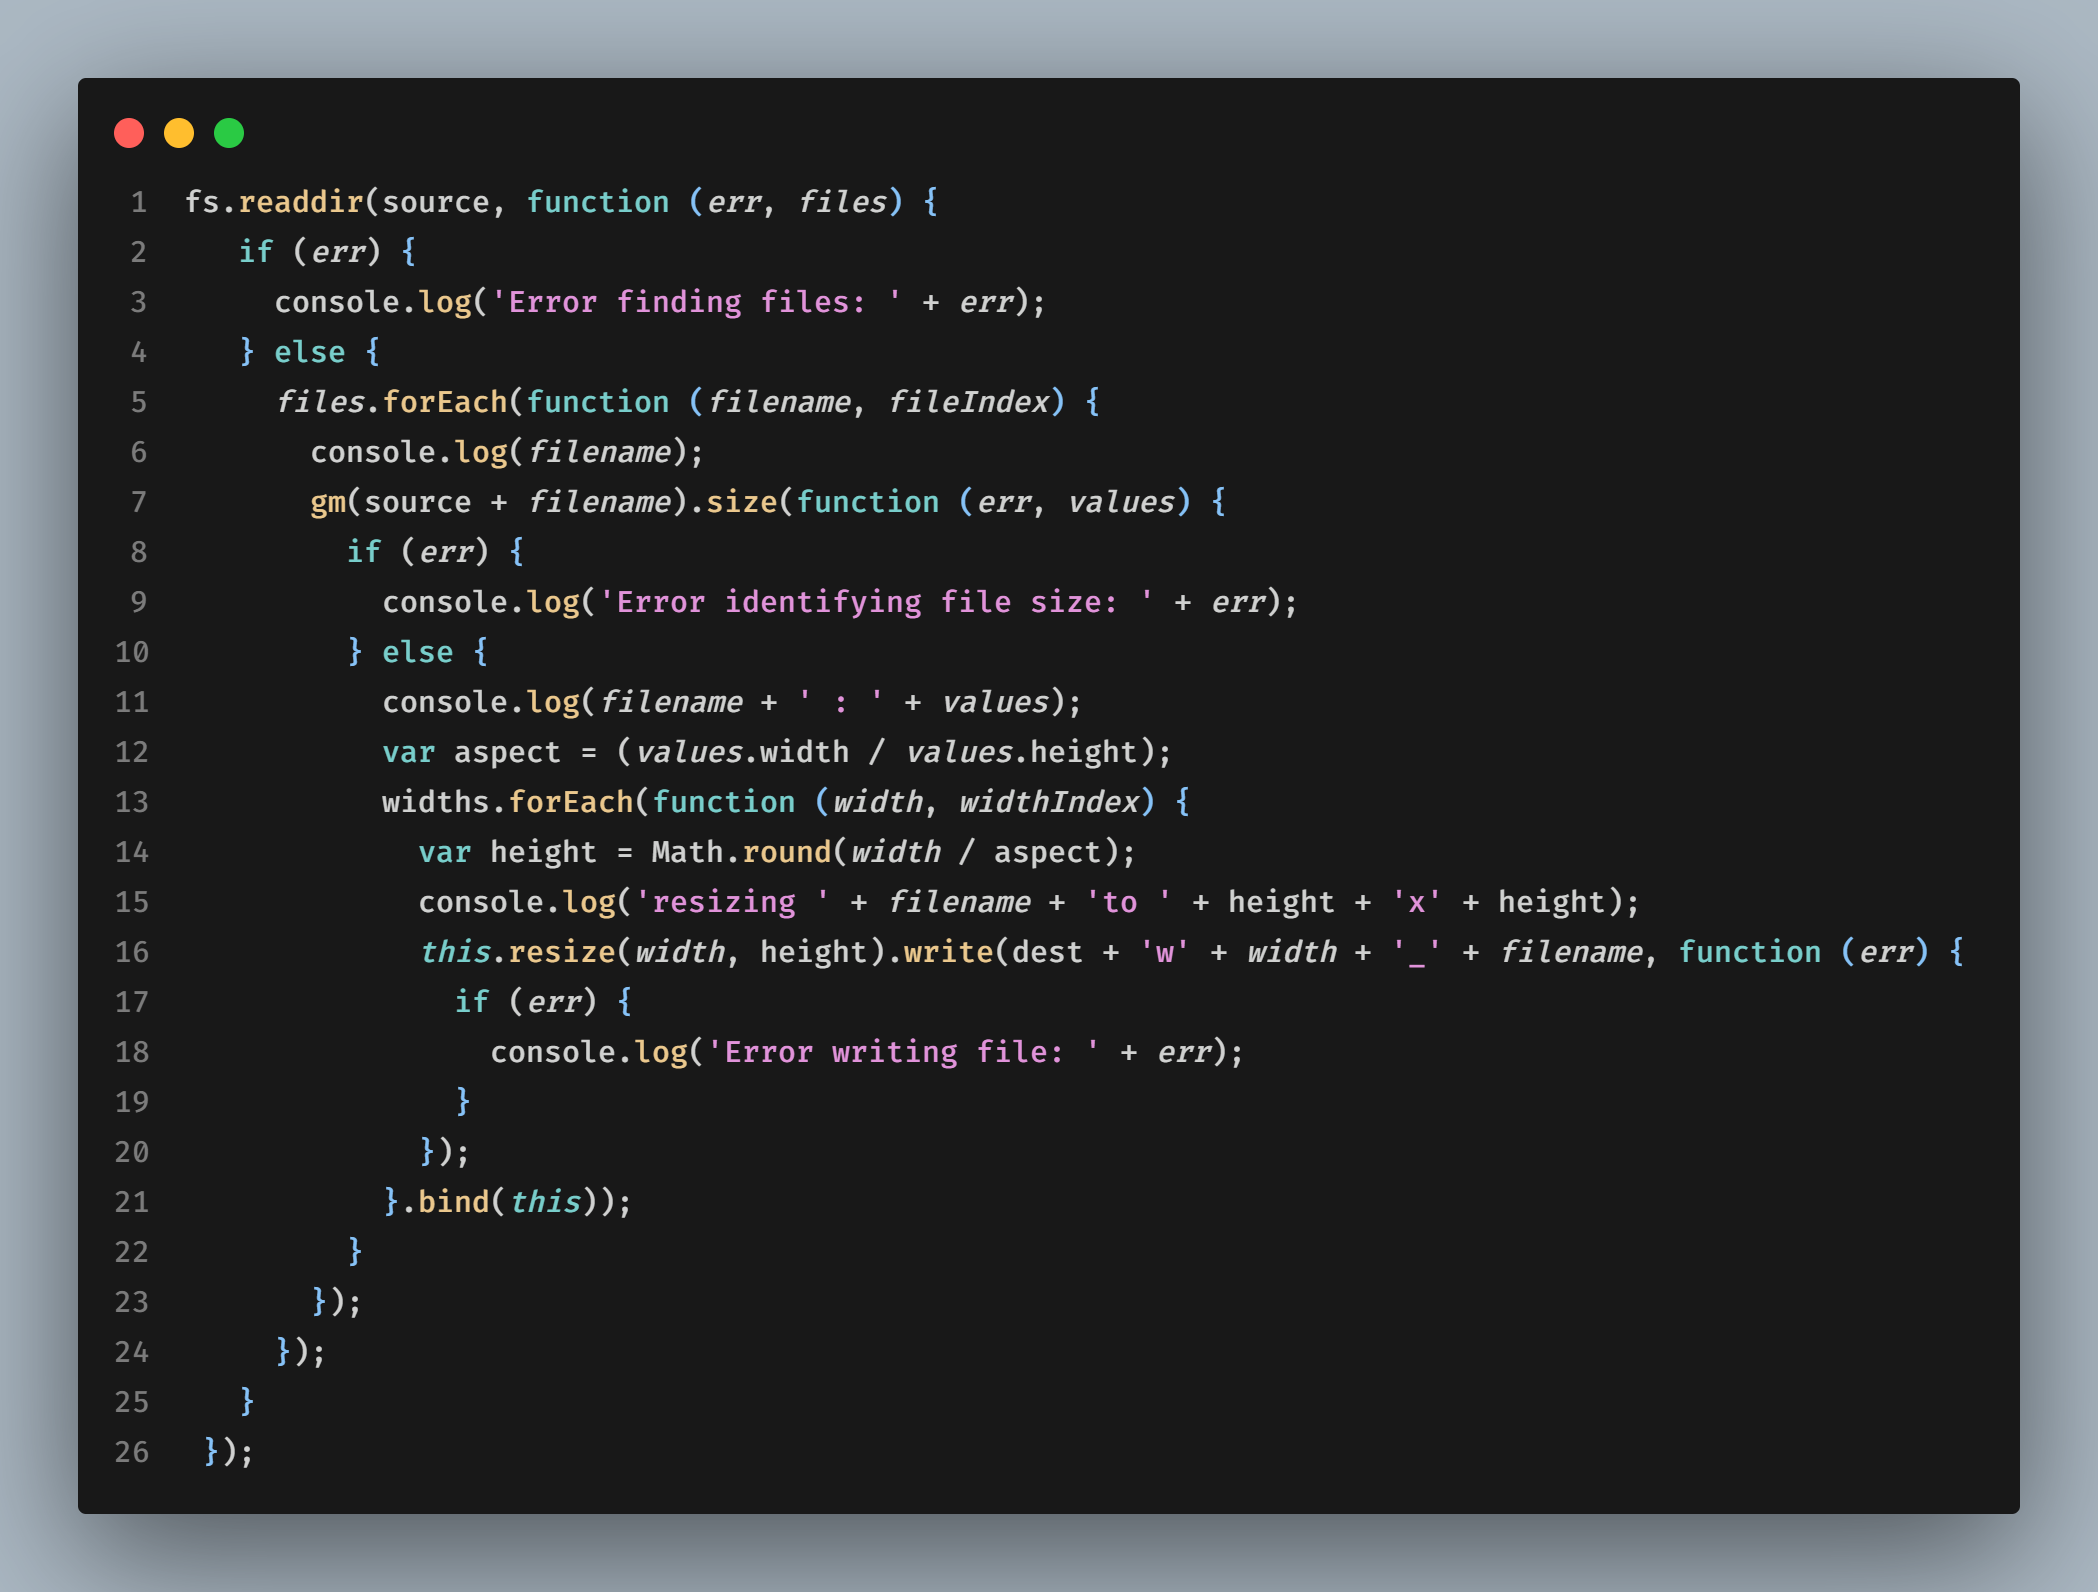 1 fs.readdir(source, function (err, files) {
2    if (err) {
3      console.log('Error finding files: ' + err);
4    } else {
5      files.forEach(function (filename, fileIndex) {
6        console.log(filename);
7        gm(source + filename).size(function (err, values) {
8          if (err) {
9            console.log('Error identifying file size: ' + err);
10          } else {
11            console.log(filename + ' : ' + values);
12            var aspect = (values.width / values.height);
13            widths.forEach(function (width, widthIndex) {
14              var height = Math.round(width / aspect);
15              console.log('resizing ' + filename + 'to ' + height + 'x' + height);
16              this.resize(width, height).write(dest + 'w' + width + '_' + filename, function (err) {
17                if (err) {
18                  console.log('Error writing file: ' + err);
19                }
20              });
21            }.bind(this));
22          }
23        });
24      });
25    }
26  });